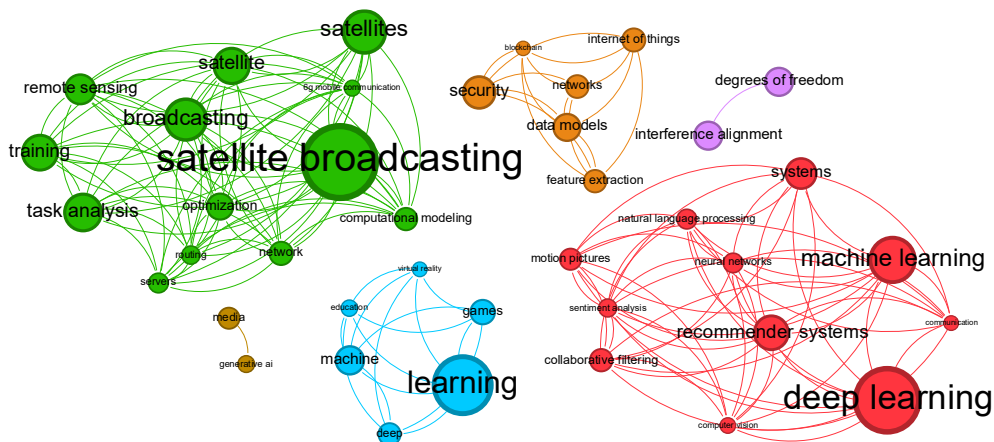 satellites
blockchain
internet of things
satellite
remote sensing
6g mobile communication
security
networks
degrees of freedom
broadcasting
data models
interference alignment
training
satellite broadcasting
systems
feature extraction
task analysis
optimization
computational modeling
natural language processing
routing
network
motion pictures
neural networks
machine learning
servers
virtual reality
education
games
sentiment analysis
media
communication
recommender systems
generative ai
machine
collaborative filtering
learning
deep learning
deep
computer vision